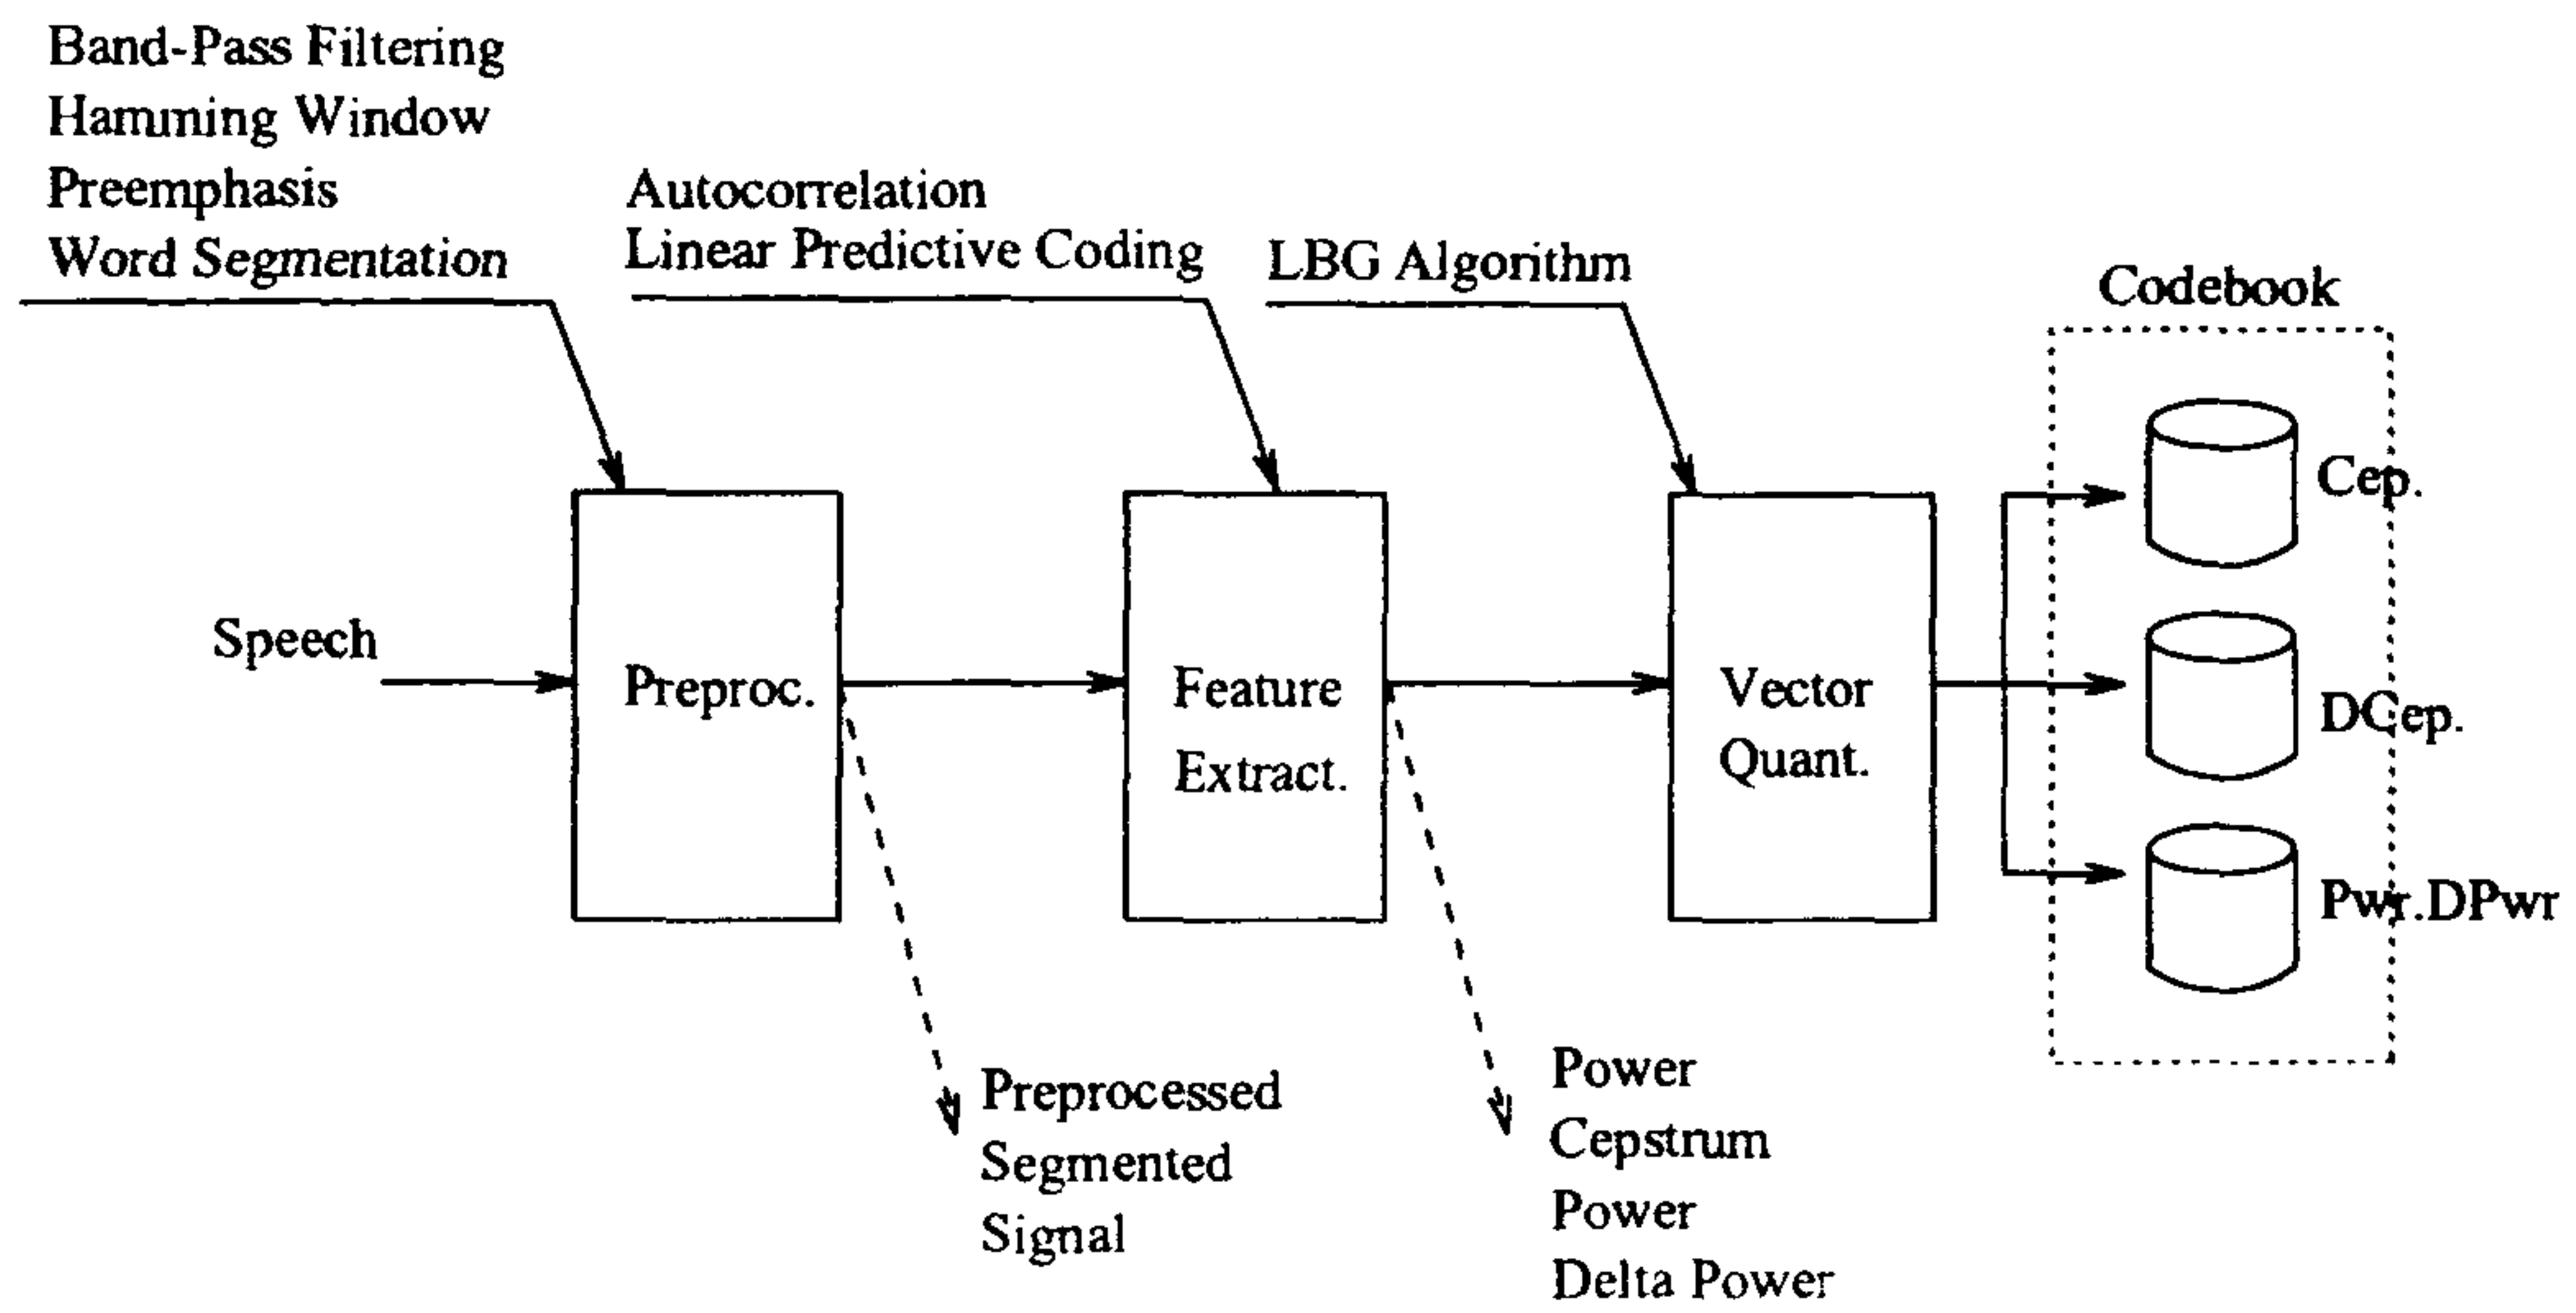 Band-Pass Filtering
Hamming Window
Preemphasis
Word Segmentation
Autocorrelation
Linear Predictive Coding
LBG Algorithm
Codebook
Speech
Preproc.
Feature
Extract.
Vector
Quant.
Cep.
DCep.
Pwr.DPwr
Preprocessed
Segmented
Signal
Power
Cepstrum
Power
Delta Power